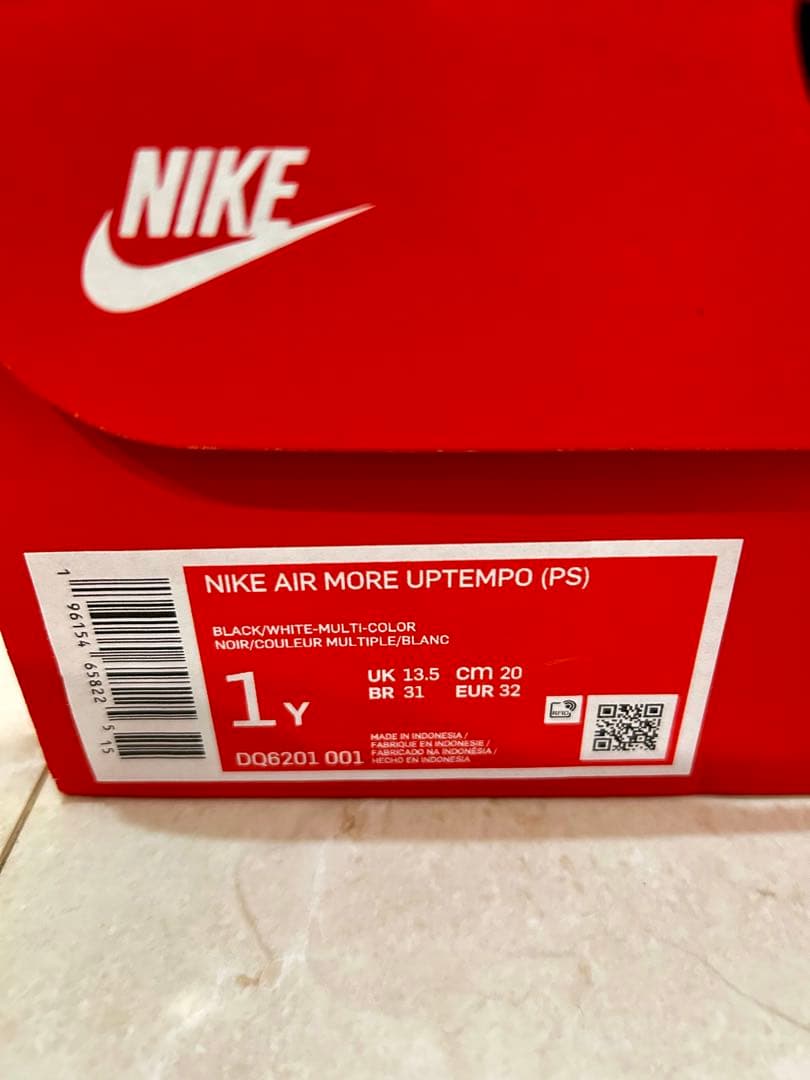 NIKE
NIKE AIR MORE UPTEMPO (PS)
BLACK/WHITE-MULTI-COLOR
NOIR/COULEUR MULTIPLE/BLANC
1 Y
UK 13.5 cm 20
BR 31 EUR 32
DQ6201 001
MADE IN INDONESIA /
FABRIQUE EN INDONESIE /
FABRICADO NA INDONÉSIA /
HECHO EN INDONESIA
RFID
1 96154 65822 5 15